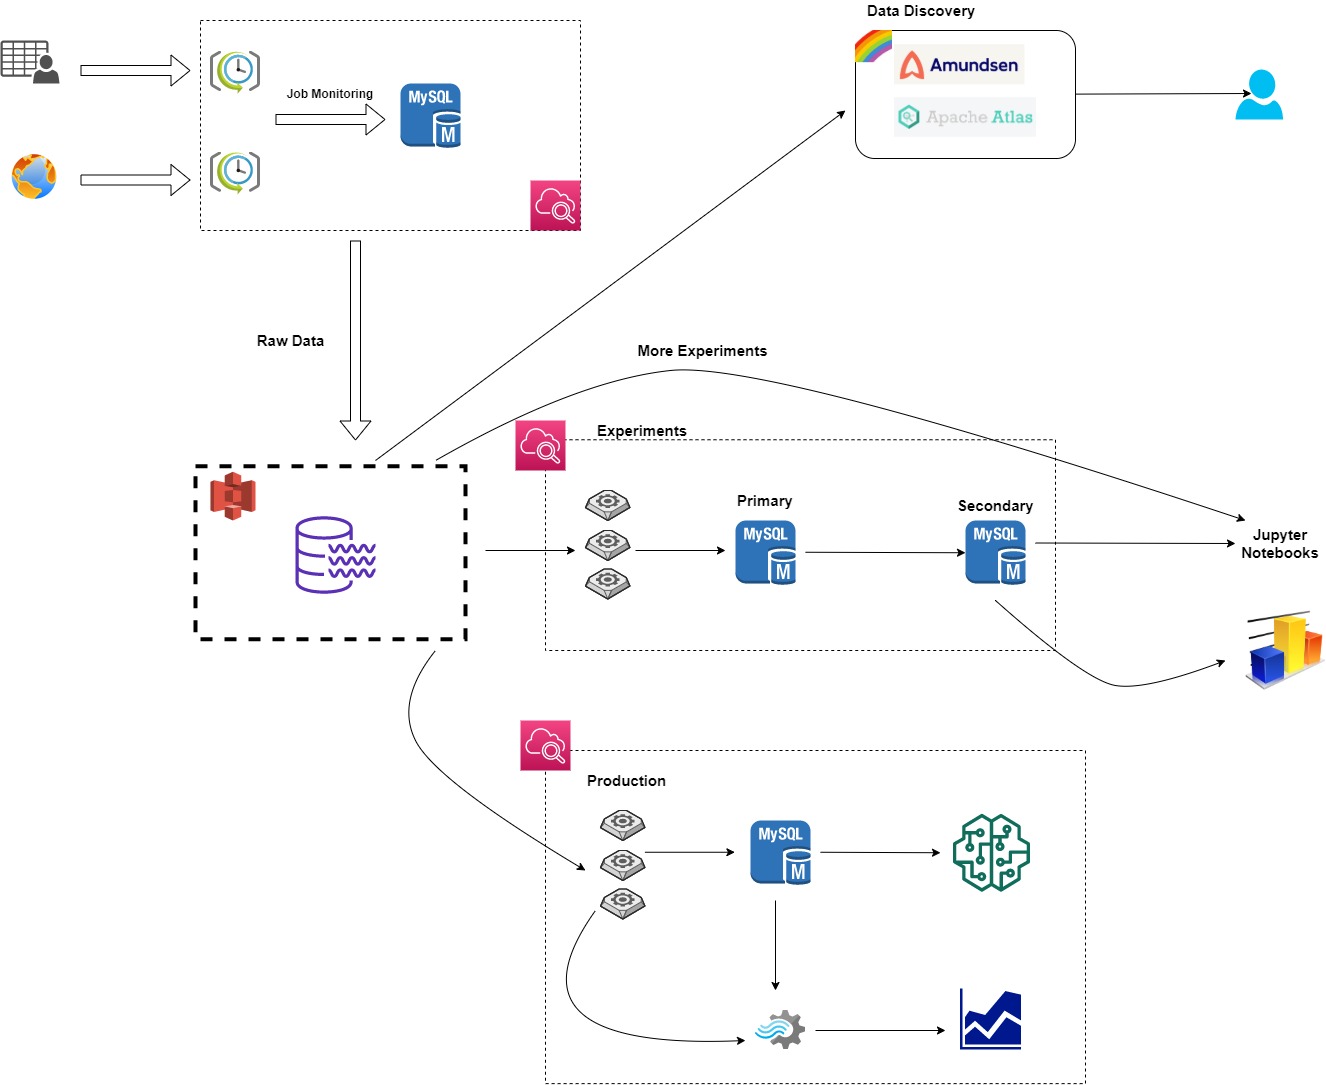 Data Discovery
Amundsen
Apache Atlas
Job Monitoring
MySQL
M
Raw Data
More Experiments
Experiments
Primary
MySQL
M
Secondary
MySQL
M
Jupyter
Notebooks
Production
MySQL
M